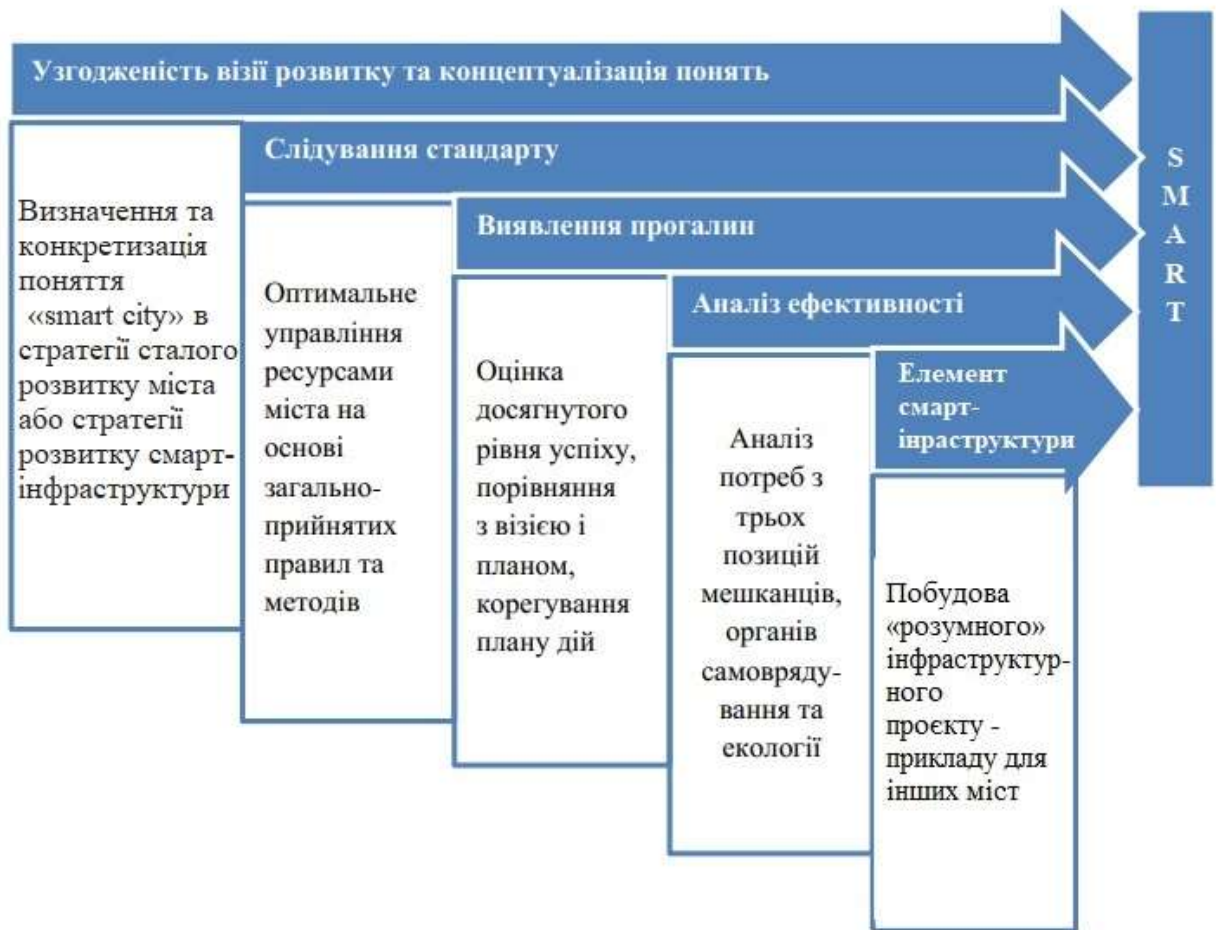 Узгодженість візії розвитку та концептуалізація понять
Визначення та
конкретизація
поняття
«smart city» в
стратегії сталого
розвитку міста
або стратегії
розвитку смарт-
інфраструктури
Слідування стандарту
Оптимальне
управління
ресурсами
міста на
основі
загально-
прийнятих
правил та
методів
Виявлення прогалин
Оцінка
досягнутого
рівня успіху,
порівняння
з візією і
планом,
корегування
плану дій
Аналіз ефективності
Аналіз
потреб з
трьох
позицій
мешканців,
органів
самовряду-
вання та
екології
Елемент
смарт-
інраструктури
Побудова
«розумного»
інфраструктур-
ного
проєкту -
прикладу для
інших міст
S
M
A
R
T